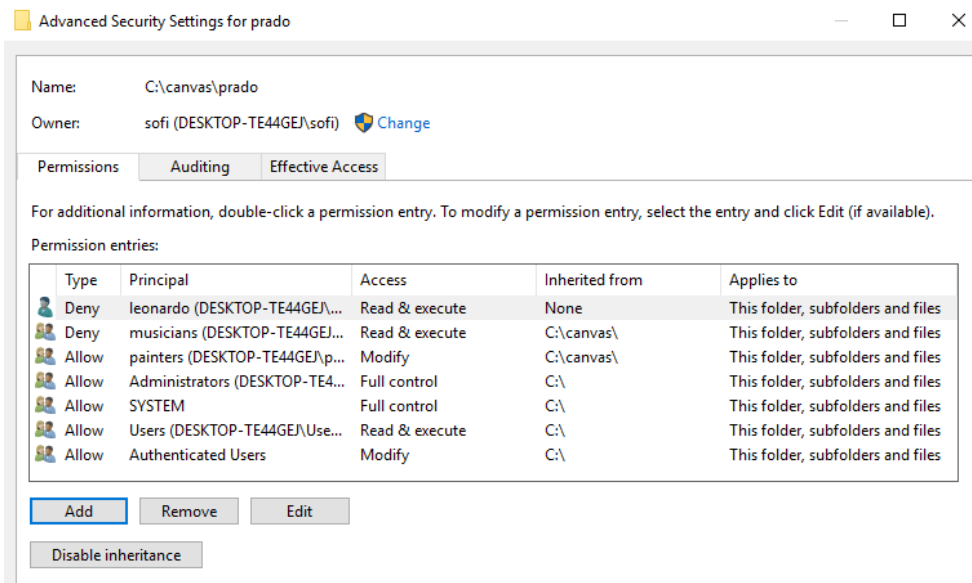 Advanced Security Settings for prado
Name: C:\canvas\prado
Owner: sofi (DESKTOP-TE44GEJ\sofi) Change
Permissions Auditing Effective Access
For additional information, double-click a permission entry. To modify a permission entry, select the entry and click Edit (if available).
Permission entries:
Type Principal Access Inherited from Applies to
Deny leonardo (DESKTOP-TE44GEJ\... Read & execute None This folder, subfolders and files
Deny musicians (DESKTOP-TE44GEJ... Read & execute C:\canvas\ This folder, subfolders and files
Allow painters (DESKTOP-TE44GEJ\p... Modify C:\canvas\ This folder, subfolders and files
Allow Administrators (DESKTOP-TE4... Full control C:\ This folder, subfolders and files
Allow SYSTEM Full control C:\ This folder, subfolders and files
Allow Users (DESKTOP-TE44GEJ\Use... Read & execute C:\ This folder, subfolders and files
Allow Authenticated Users Modify C:\ This folder, subfolders and files
Add Remove Edit
Disable inheritance